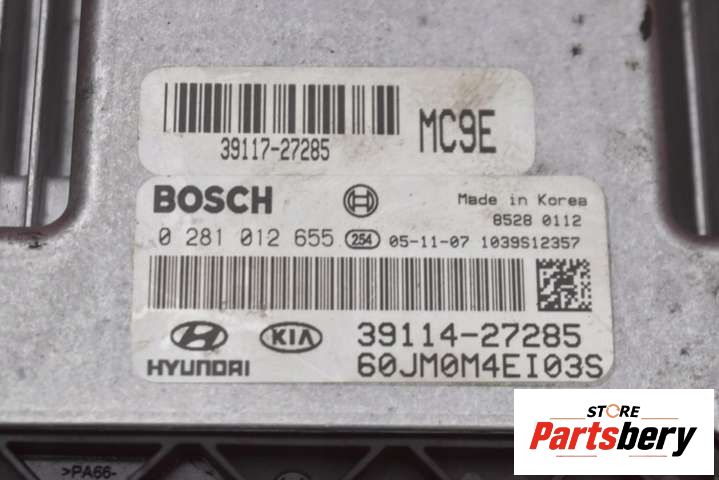 39117-27285
MC9E
BOSCH
Made in Korea
8528 0112
0 281 012 655 254 05-11-07 1039S12357
HYUNDAI
KIA
39114-27285
60JM0M4EI03S
>PA66-
STORE
Partsbery